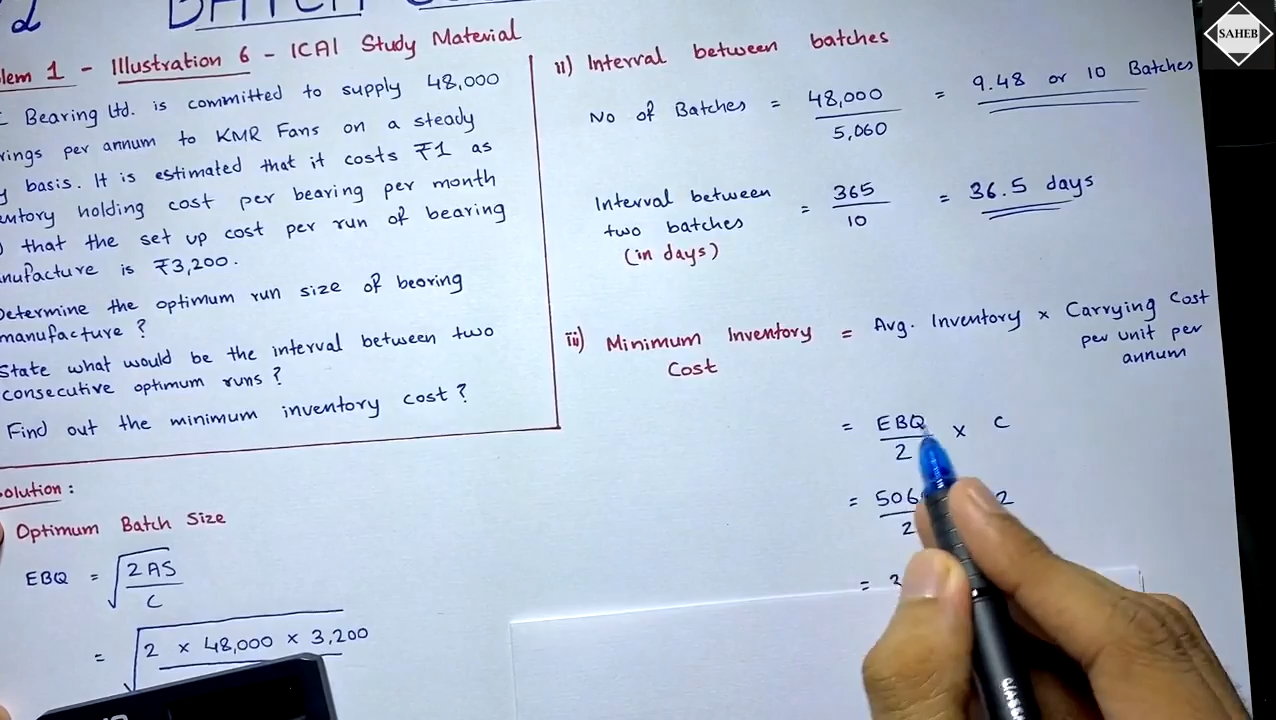 SAHEB
Problem 1 - Illustration 6 - ICAI Study Material
Bearing Ltd. is committed to supply 48,000
per annum to KMR Fans on a steady
basis. It is estimated that it costs ₹1 as
holding cost per bearing per month
that the set up cost per run of bearing
is ₹3,200.
Determine the optimum run size of bearing
manufacture ?
State what would be the interval between two
consecutive optimum runs ?
Find out the minimum inventory cost ?
Solution :
Optimum Batch Size
EBQ = √ 2AS
C
= √ 2 × 48,000 × 3,200
ii) Interval between batches
No of Batches = 48,000 = 9.48 or 10 Batches
5,060
Interval between = 365 = 36.5 days
two batches 10
(in days)
iii) Minimum Inventory = Avg. Inventory × Carrying Cost
Cost per unit per
annum
= EBQ × C
2
= 506
2
=